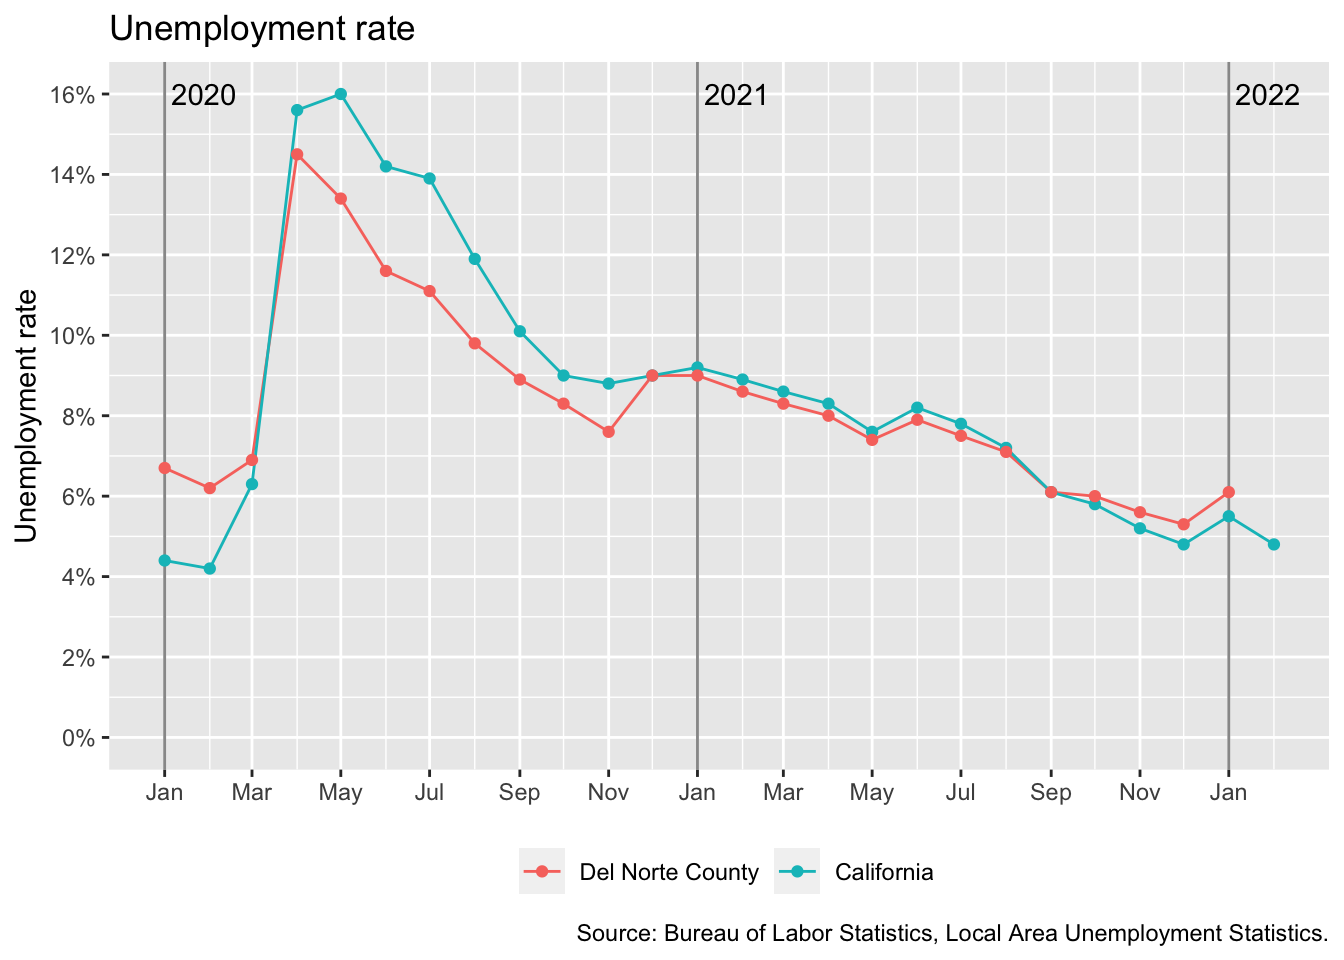 Unemployment rate
2020 2021 2022
16%
14%
12%
10%
8%
6%
4%
2%
0%
Unemployment rate
Jan Mar May Jul Sep Nov Jan Mar May Jul Sep Nov Jan
Del Norte County California
Source: Bureau of Labor Statistics, Local Area Unemployment Statistics.